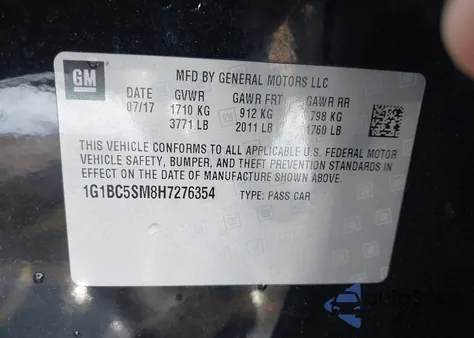 GM
MFD BY GENERAL MOTORS LLC
DATE GVWR GAWR FRT GAWR RR
07/17 1710 KG 912 KG 798 KG
3771 LB 2011 LB 1760 LB
THIS VEHICLE CONFORMS TO ALL APPLICABLE U.S. FEDERAL MOTOR
VEHICLE SAFETY, BUMPER, AND THEFT PREVENTION STANDARDS IN
EFFECT ON THE DATE OF MANUFACTURE SHOWN ABOVE.
1G1BC5SM8H7276354 TYPE: PASS CAR